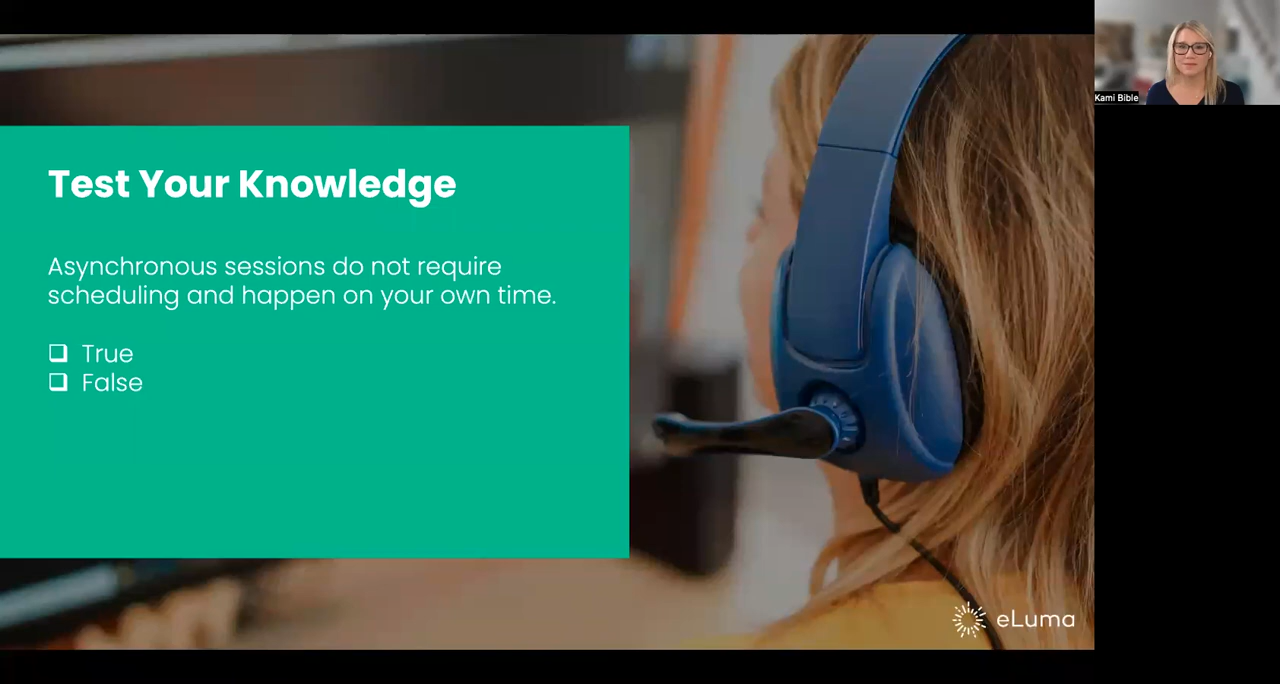 Test Your Knowledge
Asynchronous sessions do not require
scheduling and happen on your own time.
❑ True
❑ False
eLuma
Kami Bible